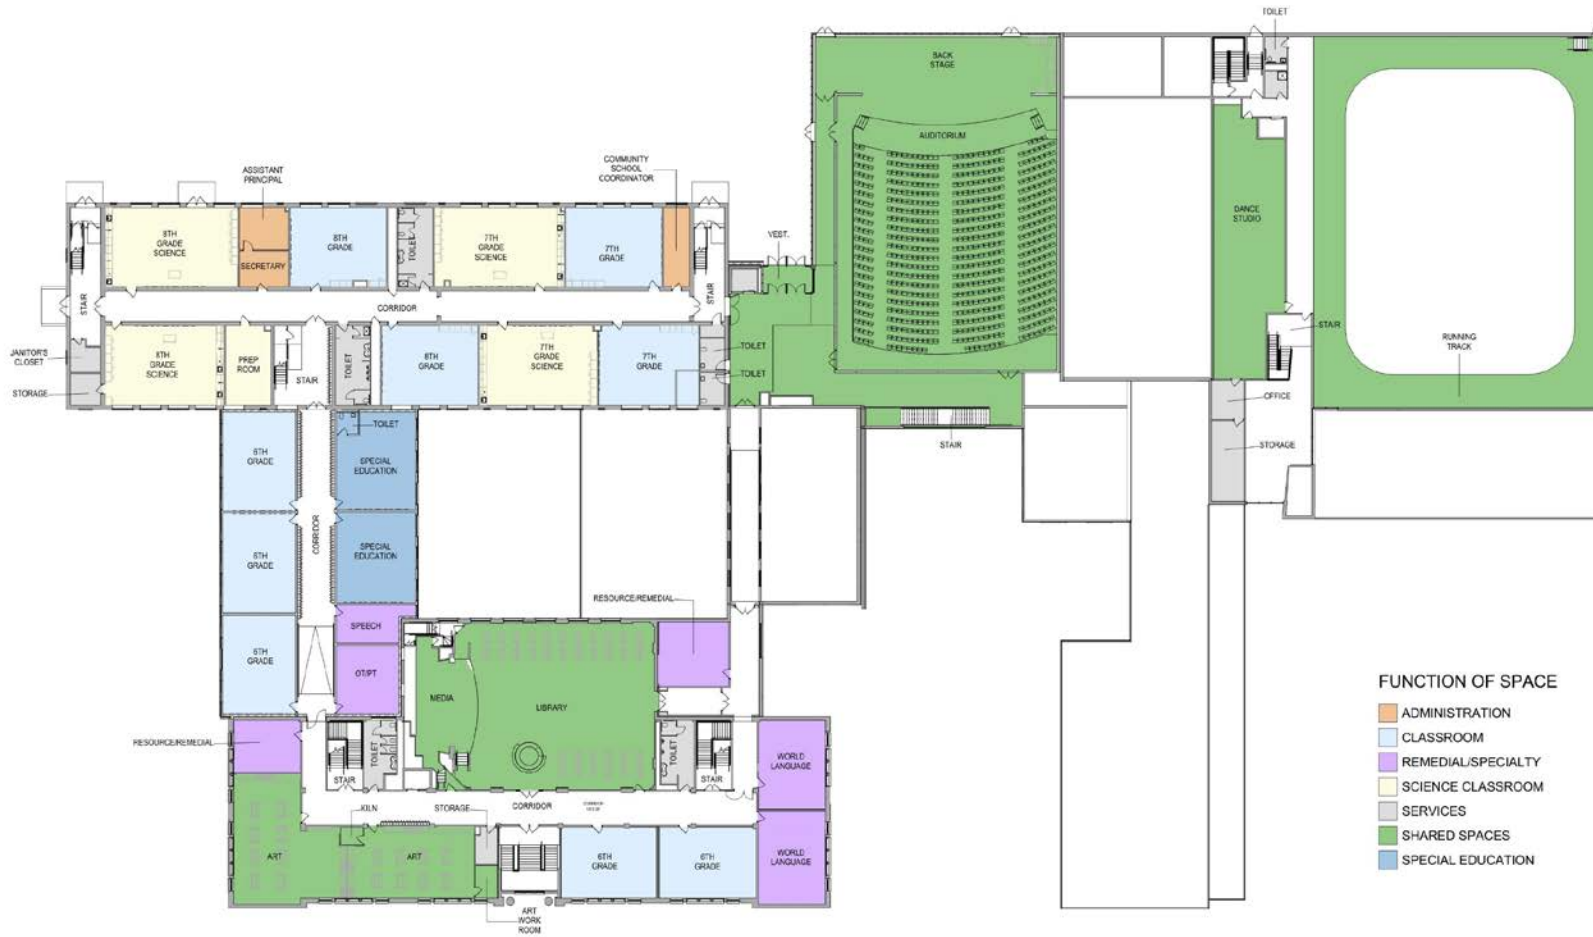 TOILET
BACK
STAGE
AUDITORIUM
DANCE
STUDIO
ASSISTANT
PRINCIPAL
COMMUNITY
SCHOOL
COORDINATOR
8TH
GRADE
SCIENCE
SECRETARY
8TH
GRADE
TOILET
7TH
GRADE
SCIENCE
7TH
GRADE
VEST.
STAIR
CORRIDOR
STAIR
STAIR
RUNNING
TRACK
JANITOR'S
CLOSET
STORAGE
8TH
GRADE
SCIENCE
PREP
ROOM
STAIR
TOILET
8TH
GRADE
7TH
GRADE
SCIENCE
7TH
GRADE
TOILET
TOILET
OFFICE
STORAGE
STAIR
6TH
GRADE
TOILET
SPECIAL
EDUCATION
CORRIDOR
6TH
GRADE
SPECIAL
EDUCATION
RESOURCE/REMEDIAL
SPEECH
6TH
GRADE
OT/PT
MEDIA
LIBRARY
RESOURCE/REMEDIAL
STAIR
TOILET
TOILET
STAIR
WORLD
LANGUAGE
KILN
STORAGE
CORRIDOR
ART
ART
6TH
GRADE
6TH
GRADE
WORLD
LANGUAGE
ART
WORK
ROOM
FUNCTION OF SPACE
ADMINISTRATION
CLASSROOM
REMEDIAL/SPECIALTY
SCIENCE CLASSROOM
SERVICES
SHARED SPACES
SPECIAL EDUCATION